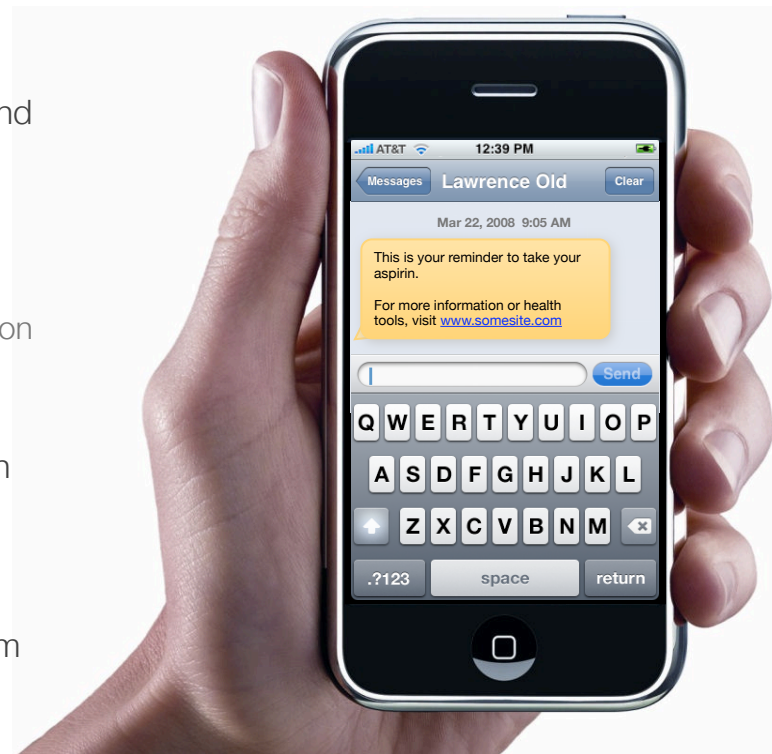 nd
on
n
m
AT&T 12:39 PM
Messages Lawrence Old Clear
Mar 22, 2008 9:05 AM
This is your reminder to take your
aspirin.
For more information or health
tools, visit www.somesite.com
Send
Q W E R T Y U I O P
A S D F G H J K L
Z X C V B N M
.?123 space return